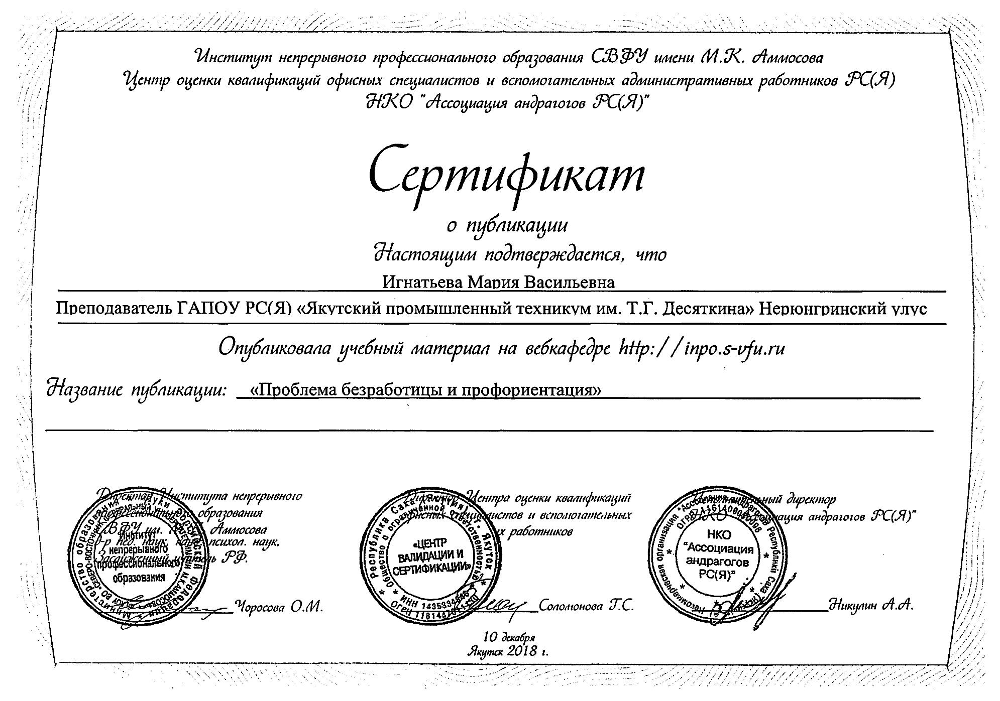 Институт непрерывного профессионального образования СВФУ имени М.К. Аммосова
Центр оценки квалификаций офисных специалистов и вспомогательных административных работников РС(Я)
НКО "Ассоциация андрагогов РС(Я)"
Сертификат
о публикации
Настоящим подтверждается, что
Игнатьева Мария Васильевна
Преподаватель ГАПОУ РС(Я) «Якутский промышленный техникум им. Т.Г. Десяткина» Нерюнгринский улус
Опубликовала учебный материал на вебкафедре http://inpo.s-vfu.ru
Название публикации: «Проблема безработицы и профориентация»
Директор Института непрерывного
профессионального образования
СВФУ им. М.К. Аммосова
д-р пед. наук, канд. психол. наук,
Заслуженный учитель РФ.
Институт
непрерывного
профессионального
образования
Чоросова О.М.
Директор Центра оценки квалификаций
офисных специалистов и вспомогательных
работников
Республика Саха (Якутия) г. Якутск
Общество с ограниченной ответственностью
«ЦЕНТР
ВАЛИДАЦИИ И
СЕРТИФИКАЦИИ»
Соломонова Г.С.
Исполнительный директор
НКО "Ассоциация андрагогов РС(Я)"
НКО
"Ассоциация
андрагогов
РС(Я)"
Никулин А.А.
10 декабря
Якутск 2018 г.